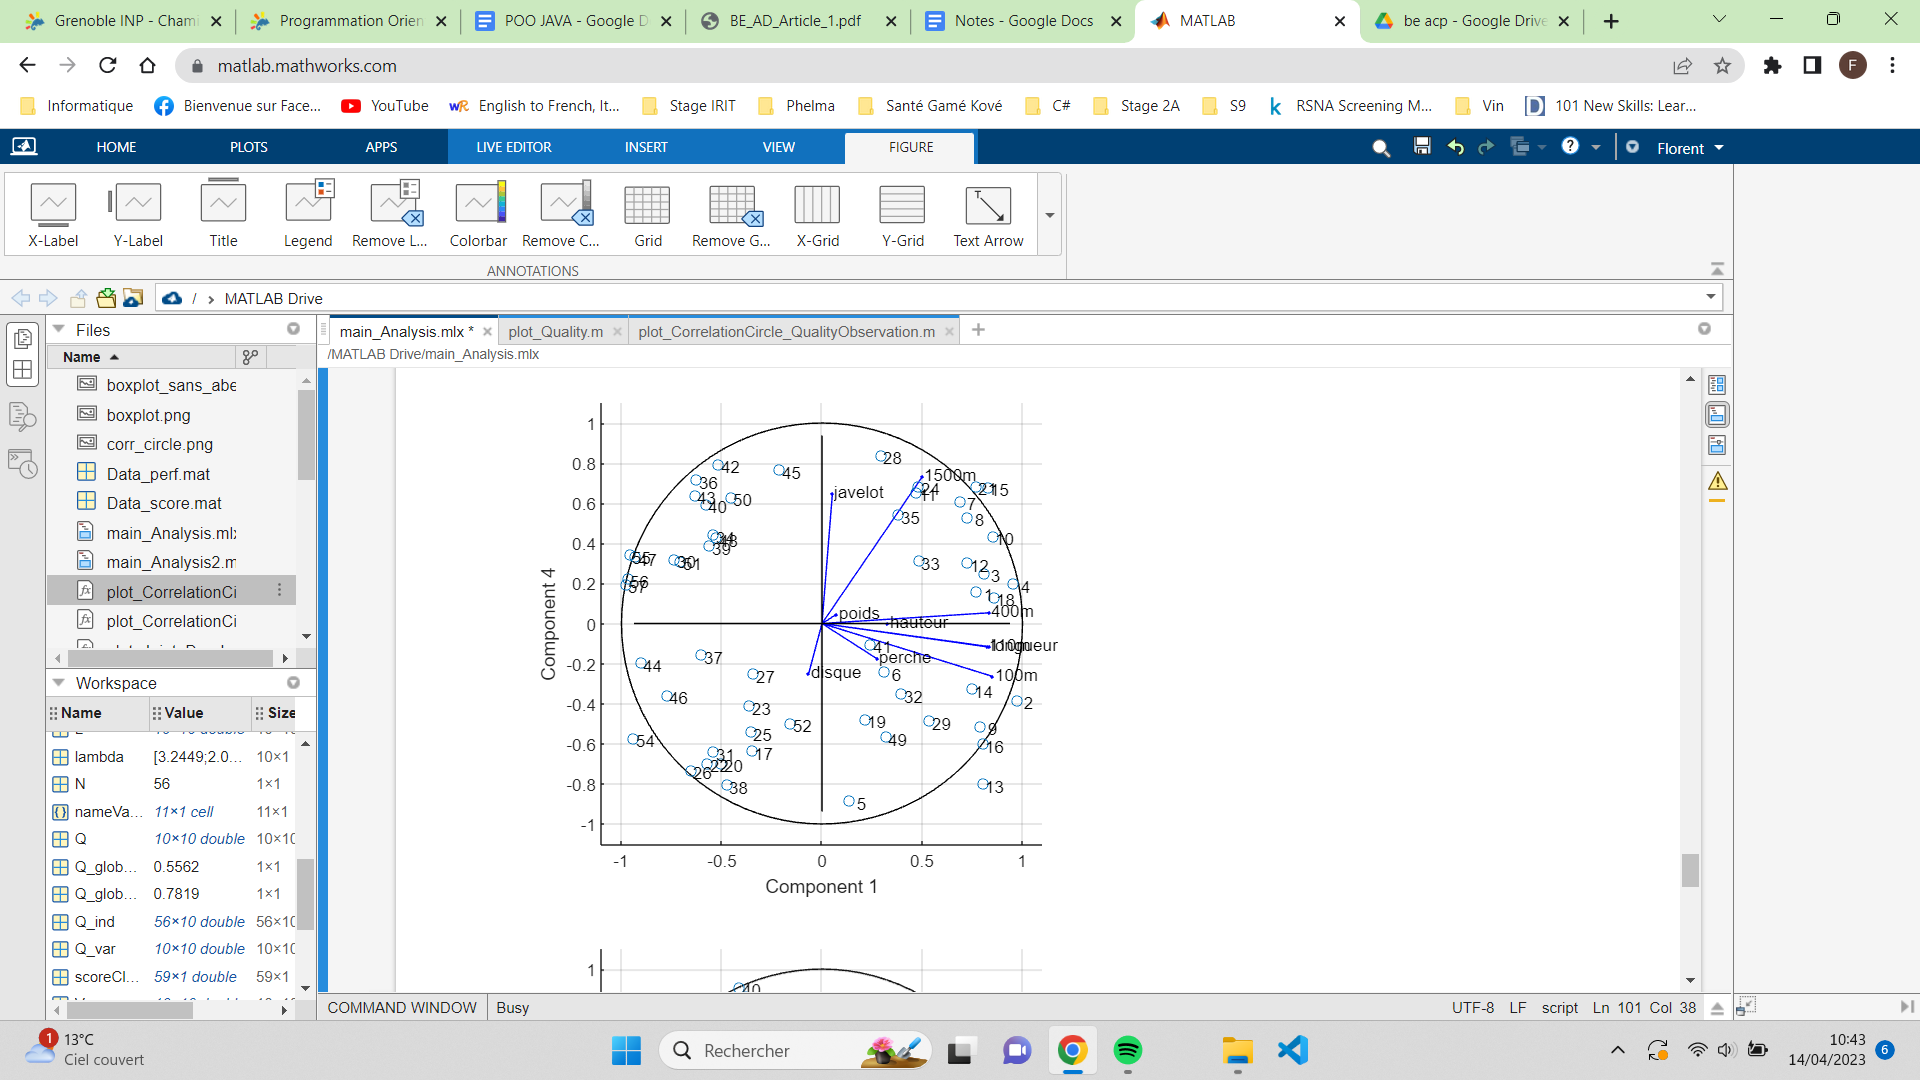 Grenoble INP - Chami
Programmation Orien
POO JAVA - Google D
BE_AD_Article_1.pdf
Notes - Google Docs
MATLAB
be acp - Google Drive
matlab.mathworks.com
F
Informatique
Bienvenue sur Face...
YouTube
English to French, It...
Stage IRIT
Phelma
Santé Gamé Kové
C#
Stage 2A
S9
RSNA Screening M...
Vin
101 New Skills: Lear...
HOME
PLOTS
APPS
LIVE EDITOR
INSERT
VIEW
FIGURE
Florent
X-Label
Y-Label
Title
Legend
Remove L...
Colorbar
Remove C...
Grid
Remove G...
X-Grid
Y-Grid
Text Arrow
ANNOTATIONS
/ › MATLAB Drive
Files
Name
boxplot_sans_abe
boxplot.png
corr_circle.png
Data_perf.mat
Data_score.mat
main_Analysis.mlx
main_Analysis2.m
plot_CorrelationCi
plot_CorrelationCi
Workspace
Name
Value
Size
lambda [3.2449;2.0... 10×1
N 56 1×1
nameVa... 11×1 cell 11×1
Q 10×10 double 10×10
Q_glob... 0.5562 1×1
Q_glob... 0.7819 1×1
Q_ind 56×10 double 56×10
Q_var 10×10 double 10×10
scoreCl... 59×1 double 59×1
main_Analysis.mlx *
plot_Quality.m
plot_CorrelationCircle_QualityObservation.m
/MATLAB Drive/main_Analysis.mlx
1
0.8
0.6
0.4
0.2
0
-0.2
-0.4
-0.6
-0.8
-1
Component 4
-1
-0.5
0
0.5
1
Component 1
42
45
28
36
1500m
24
11
21
15
javelot
43
40
50
7
35
8
34
48
39
10
55
47
30
51
33
12
3
56
57
4
1
18
400m
poids
hauteur
41
110m
longueur
perche
37
44
27
disque
6
100m
14
46
32
2
23
52
19
29
9
54
25
49
31
17
16
26
22
20
38
13
5
1
40
COMMAND WINDOW
Busy
UTF-8
LF
script
Ln 101 Col 38
1
13°C
Ciel couvert
Rechercher
10:43
14/04/2023
6